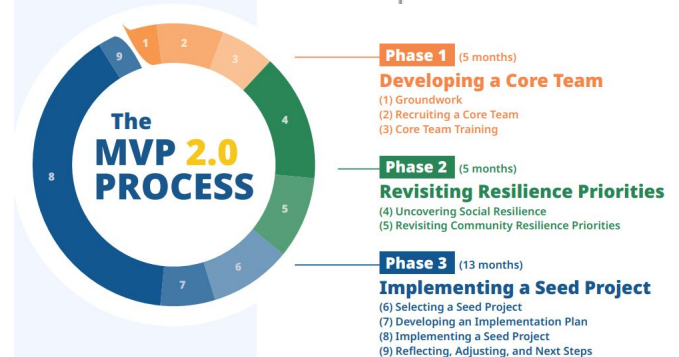 The
MVP 2.0
PROCESS
1
2
3
4
5
6
7
8
9
Phase 1 (5 months)
Developing a Core Team
(1) Groundwork
(2) Recruiting a Core Team
(3) Core Team Training
Phase 2 (5 months)
Revisiting Resilience Priorities
(4) Uncovering Social Resilience
(5) Revisiting Community Resilience Priorities
Phase 3 (13 months)
Implementing a Seed Project
(6) Selecting a Seed Project
(7) Developing an Implementation Plan
(8) Implementing a Seed Project
(9) Reflecting, Adjusting, and Next Steps